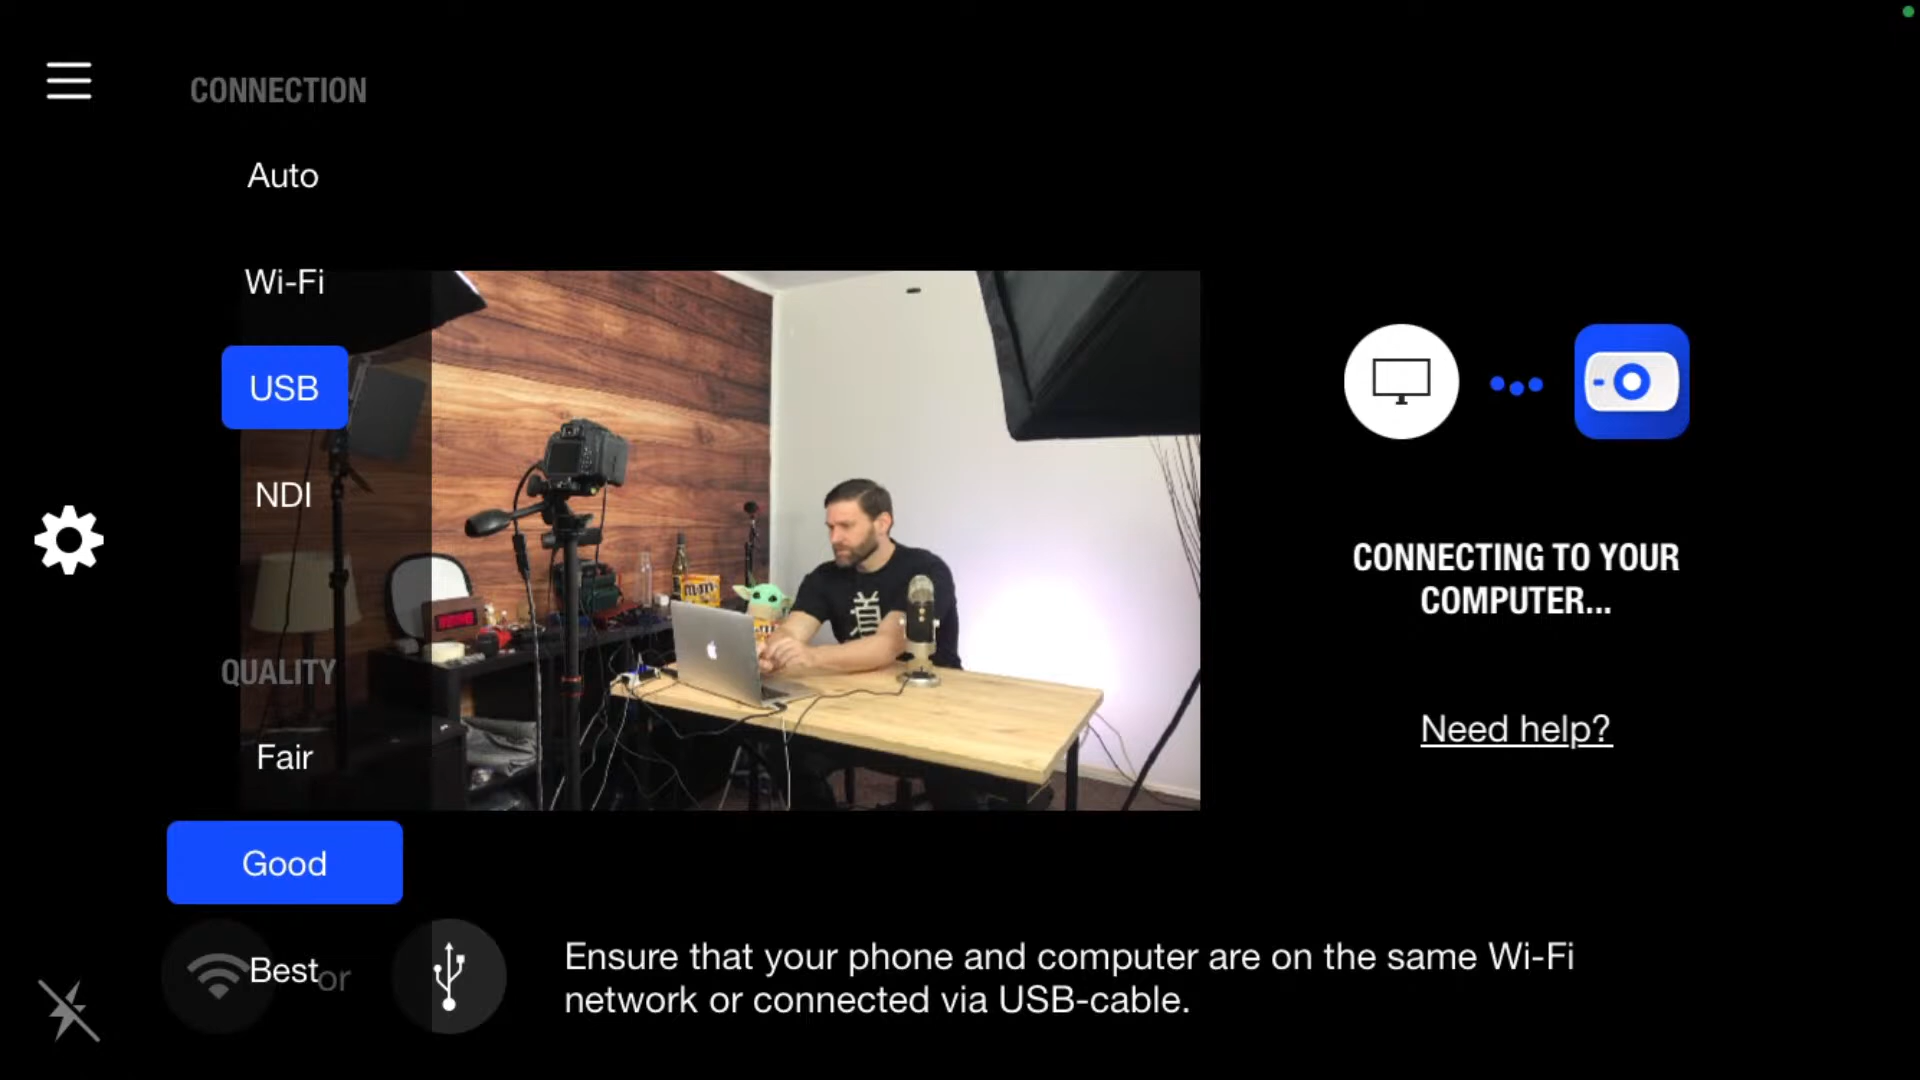 CONNECTION
Auto
Wi-Fi
USB
NDI
QUALITY
Fair
Good
Best
or
CONNECTING TO YOUR
COMPUTER...
Need help?
Ensure that your phone and computer are on the same Wi-Fi
network or connected via USB-cable.
m&m's
音